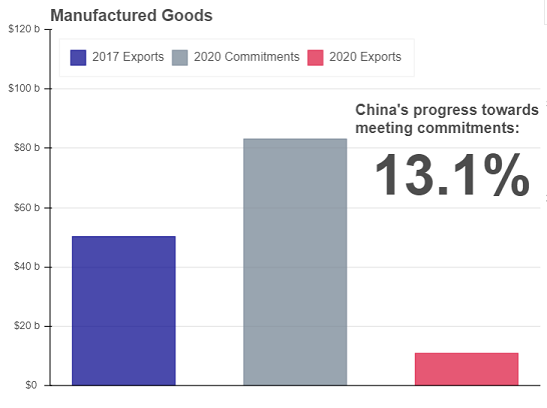 Manufactured Goods
$120 b
2017 Exports 2020 Commitments 2020 Exports
$100 b
China's progress towards
meeting commitments:
13.1%
$80 b
$60 b
$40 b
$20 b
$0